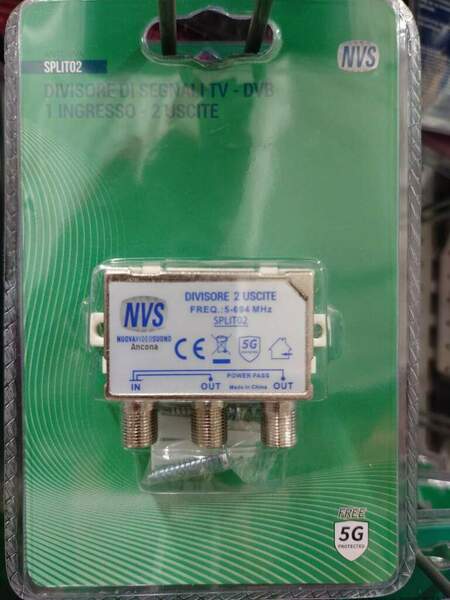 SPLIT02
NVS
DIVISORE DI SEGNALI TV - DVB
1 INGRESSO - 2 USCITE
NVS
NUOVAVIDEOSUONO
Ancona
DIVISORE 2 USCITE
FREQ.:5-694 MHz
SPLIT02
CE
5G
PROTECTED
POWER PASS
IN
OUT
Made in China
OUT
FREE
5G
PROTECTED